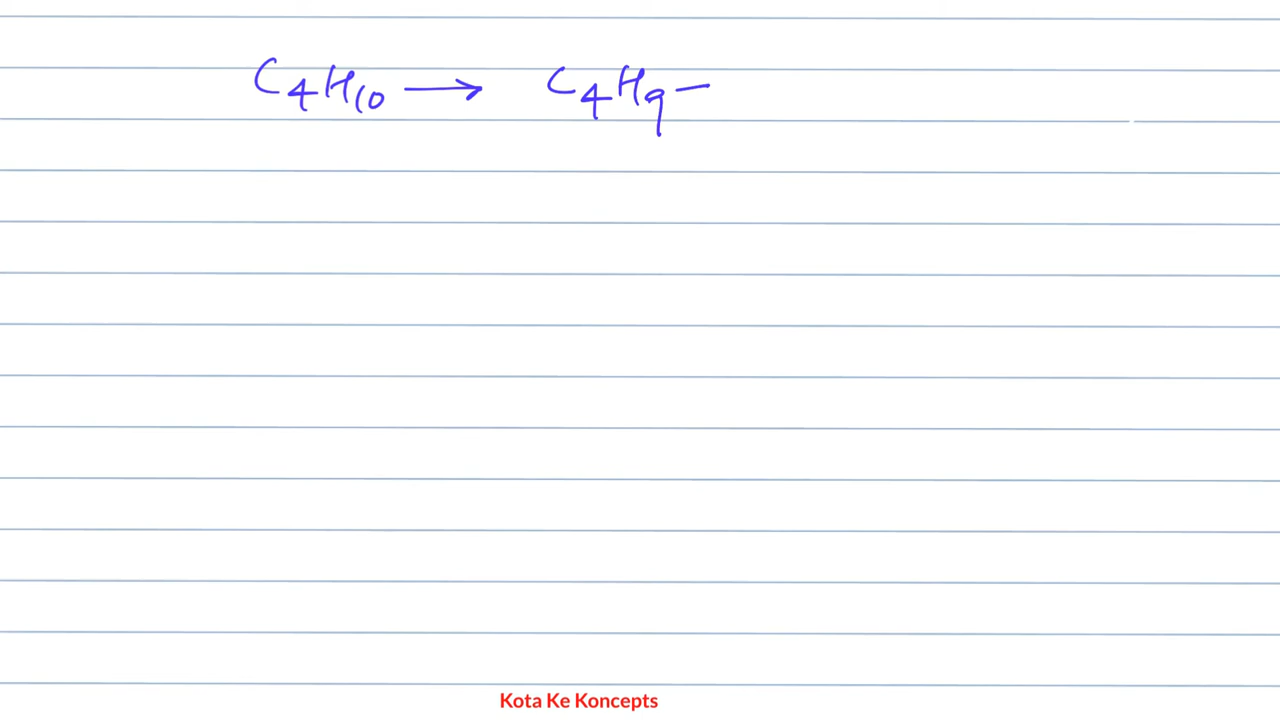 C₄H₁₀ → C₄H₉–
Kota Ke Koncepts